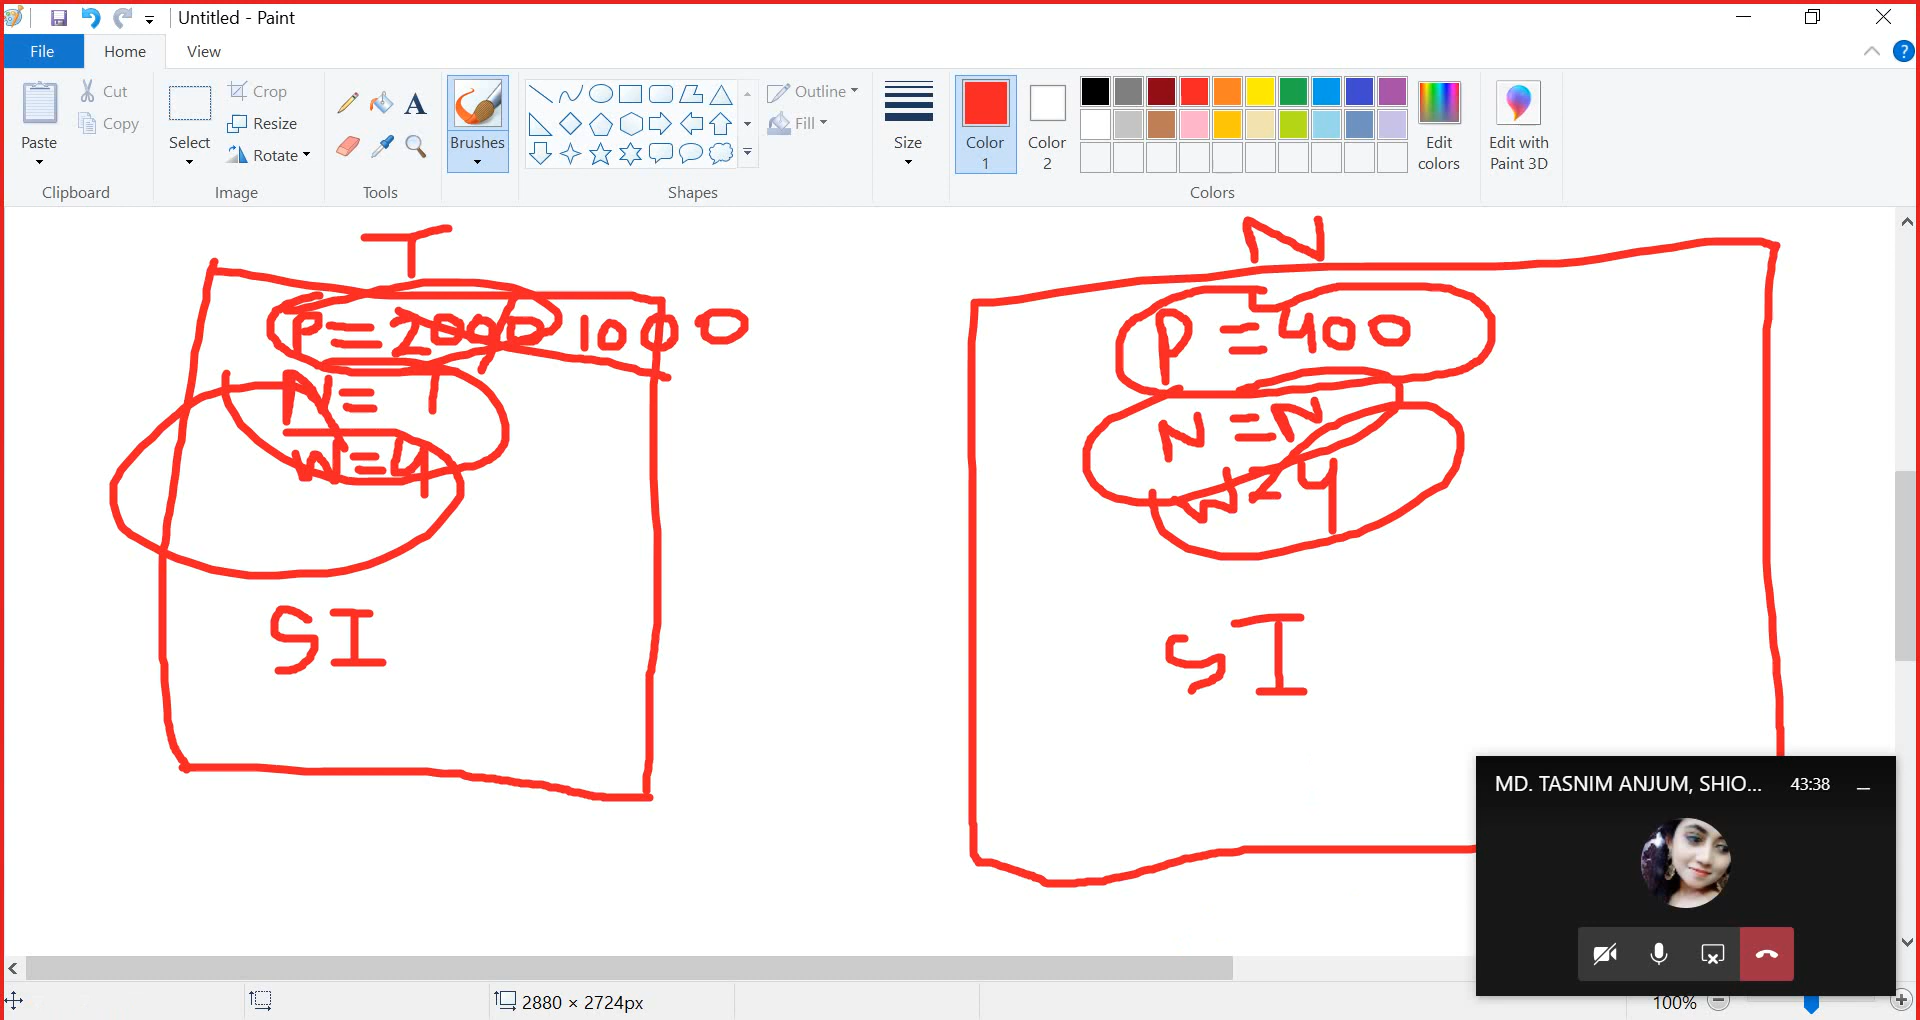 Untitled - Paint
File Home View
Paste
Cut
Copy
Clipboard
Select
Crop
Resize
Rotate
Image
A
Tools
Brushes
Outline
Fill
Shapes
Size
Color 1
Color 2
Edit colors
Colors
Edit with Paint 3D
?
T
P = 2000 1000
N = 1
W = 4
SI
N
P = 400
N = N
W = 4
SI
MD. TASNIM ANJUM, SHIO... 43:38
2880 × 2724px
100%